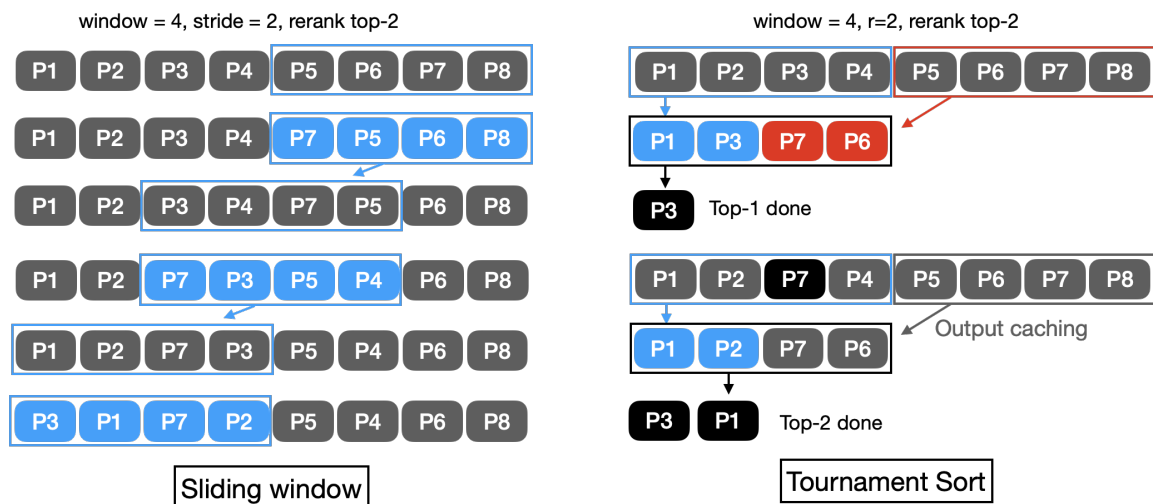 window = 4, stride = 2, rerank top-2
P1 P2 P3 P4 P5 P6 P7 P8
P1 P2 P3 P4 P7 P5 P6 P8
P1 P2 P3 P4 P7 P5 P6 P8
P1 P2 P7 P3 P5 P4 P6 P8
P1 P2 P7 P3 P5 P4 P6 P8
P3 P1 P7 P2 P5 P4 P6 P8
Sliding window
window = 4, r=2, rerank top-2
P1 P2 P3 P4 P5 P6 P7 P8
P1 P3 P7 P6
P3 Top-1 done
P1 P2 P7 P4 P5 P6 P7 P8
Output caching
P1 P2 P7 P6
P3 P1 Top-2 done
Tournament Sort